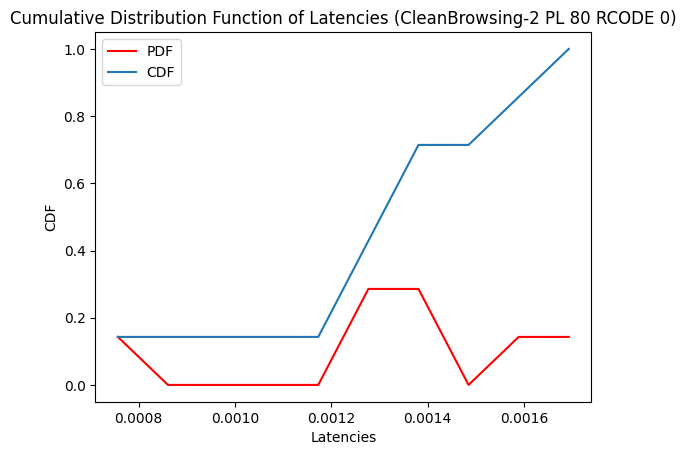 Cumulative Distribution Function of Latencies (CleanBrowsing-2 PL 80 RCODE 0)
PDF
CDF
1.0
0.8
0.6
0.4
0.2
0.0
CDF
0.0008
0.0010
0.0012
0.0014
0.0016
Latencies